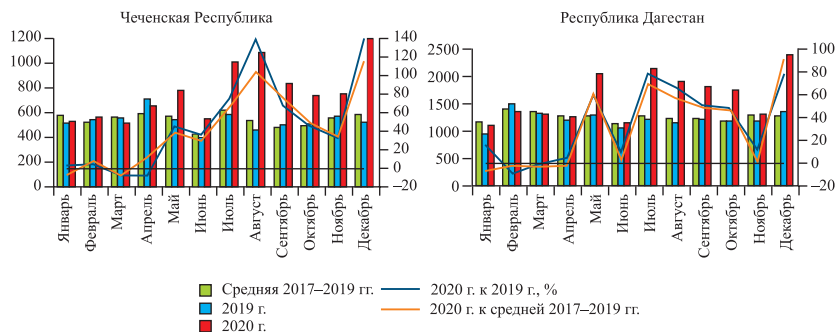 Чеченская Республика
1200
1000
800
600
400
200
0
140
120
100
80
60
40
20
0
–20
Январь
Февраль
Март
Апрель
Май
Июнь
Июль
Август
Сентябрь
Октябрь
Ноябрь
Декабрь
Республика Дагестан
2500
2000
1500
1000
500
0
100
80
60
40
20
0
–20
Январь
Февраль
Март
Апрель
Май
Июнь
Июль
Август
Сентябрь
Октябрь
Ноябрь
Декабрь
Средняя 2017–2019 гг.
2019 г.
2020 г.
2020 г. к 2019 г., %
2020 г. к средней 2017–2019 гг.